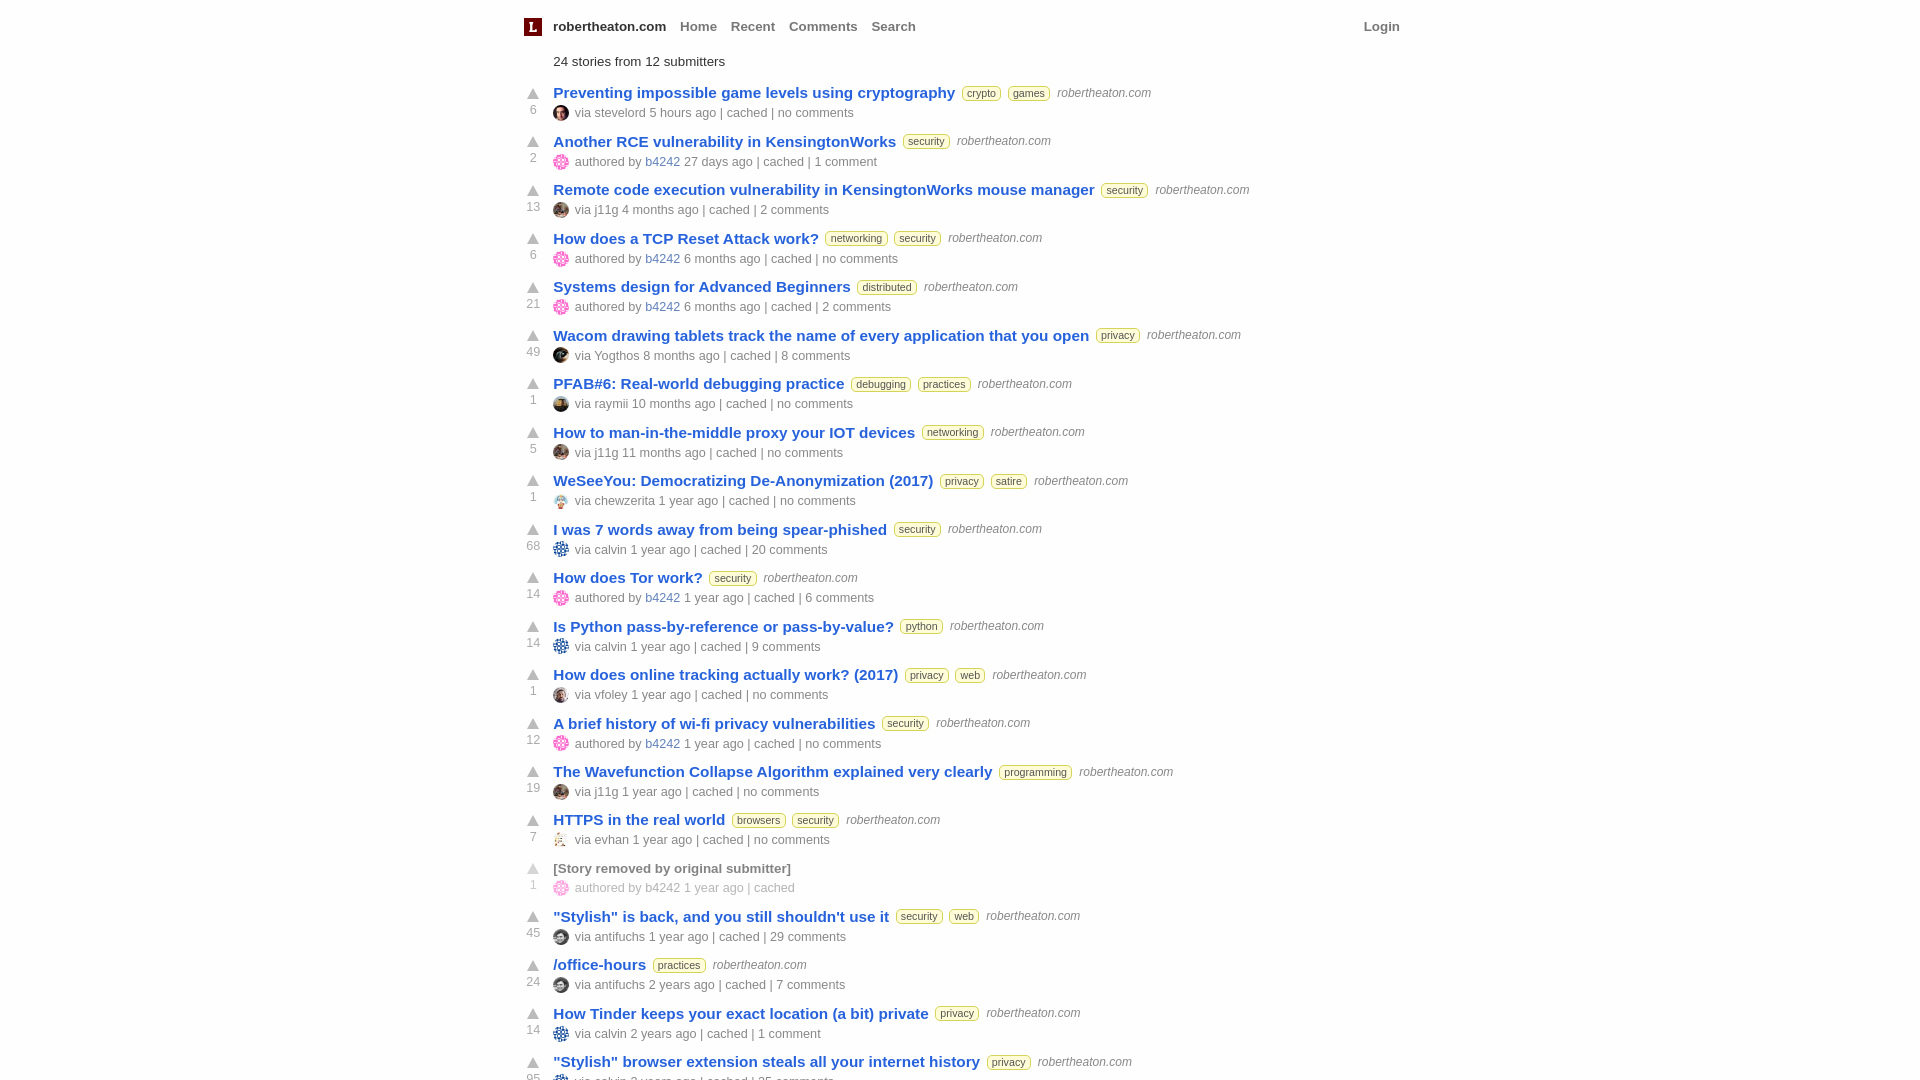 L robertheaton.com Home Recent Comments Search Login
24 stories from 12 submitters
Preventing impossible game levels using cryptography crypto games robertheaton.com
6 via stevelord 5 hours ago | cached | no comments
Another RCE vulnerability in KensingtonWorks security robertheaton.com
2 authored by b4242 27 days ago | cached | 1 comment
Remote code execution vulnerability in KensingtonWorks mouse manager security robertheaton.com
13 via j11g 4 months ago | cached | 2 comments
How does a TCP Reset Attack work? networking security robertheaton.com
6 authored by b4242 6 months ago | cached | no comments
Systems design for Advanced Beginners distributed robertheaton.com
21 authored by b4242 6 months ago | cached | 2 comments
Wacom drawing tablets track the name of every application that you open privacy robertheaton.com
49 via Yogthos 8 months ago | cached | 8 comments
PFAB#6: Real-world debugging practice debugging practices robertheaton.com
1 via raymii 10 months ago | cached | no comments
How to man-in-the-middle proxy your IOT devices networking robertheaton.com
5 via j11g 11 months ago | cached | no comments
WeSeeYou: Democratizing De-Anonymization (2017) privacy satire robertheaton.com
1 via chewzerita 1 year ago | cached | no comments
I was 7 words away from being spear-phished security robertheaton.com
68 via calvin 1 year ago | cached | 20 comments
How does Tor work? security robertheaton.com
14 authored by b4242 1 year ago | cached | 6 comments
Is Python pass-by-reference or pass-by-value? python robertheaton.com
14 via calvin 1 year ago | cached | 9 comments
How does online tracking actually work? (2017) privacy web robertheaton.com
1 via vfoley 1 year ago | cached | no comments
A brief history of wi-fi privacy vulnerabilities security robertheaton.com
12 authored by b4242 1 year ago | cached | no comments
The Wavefunction Collapse Algorithm explained very clearly programming robertheaton.com
19 via j11g 1 year ago | cached | no comments
HTTPS in the real world browsers security robertheaton.com
7 via evhan 1 year ago | cached | no comments
[Story removed by original submitter]
1 authored by b4242 1 year ago | cached
"Stylish" is back, and you still shouldn't use it security web robertheaton.com
45 via antifuchs 1 year ago | cached | 29 comments
/office-hours practices robertheaton.com
24 via antifuchs 2 years ago | cached | 7 comments
How Tinder keeps your exact location (a bit) private privacy robertheaton.com
14 via calvin 2 years ago | cached | 1 comment
"Stylish" browser extension steals all your internet history privacy robertheaton.com